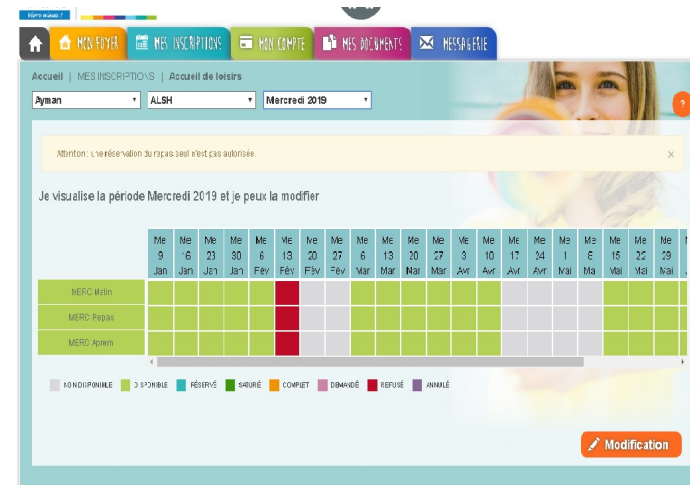 MON FOYER
MES INSCRIPTIONS
MON COMPTE
MES DOCUMENTS
MESSAGERIE
Accueil | MES INSCRIPTIONS | Accueil de loisirs
Ayman ALSH Mercredi 2019
?
Attention : une réservation du repas seul n'est pas autorisée. ×
Je visualise la période Mercredi 2019 et je peux la modifier
Me Me Me Me Me Me Me Me Me Me Me Me Me Me Me Me Me Me Me Me Me
9 16 23 30 6 13 20 27 6 13 20 27 3 10 17 24 1 8 15 22 29
Jan Jan Jan Jan Fév Fév Fév Fév Mar Mar Mar Mar Avr Avr Avr Avr Mai Mai Mai Mai Mai
MERC Matin
MERC Repas
MERC Aprem
NON DISPONIBLE DISPONIBLE RÉSERVÉ SATURÉ COMPLET DEMANDÉ REFUSÉ ANNULÉ
Modification